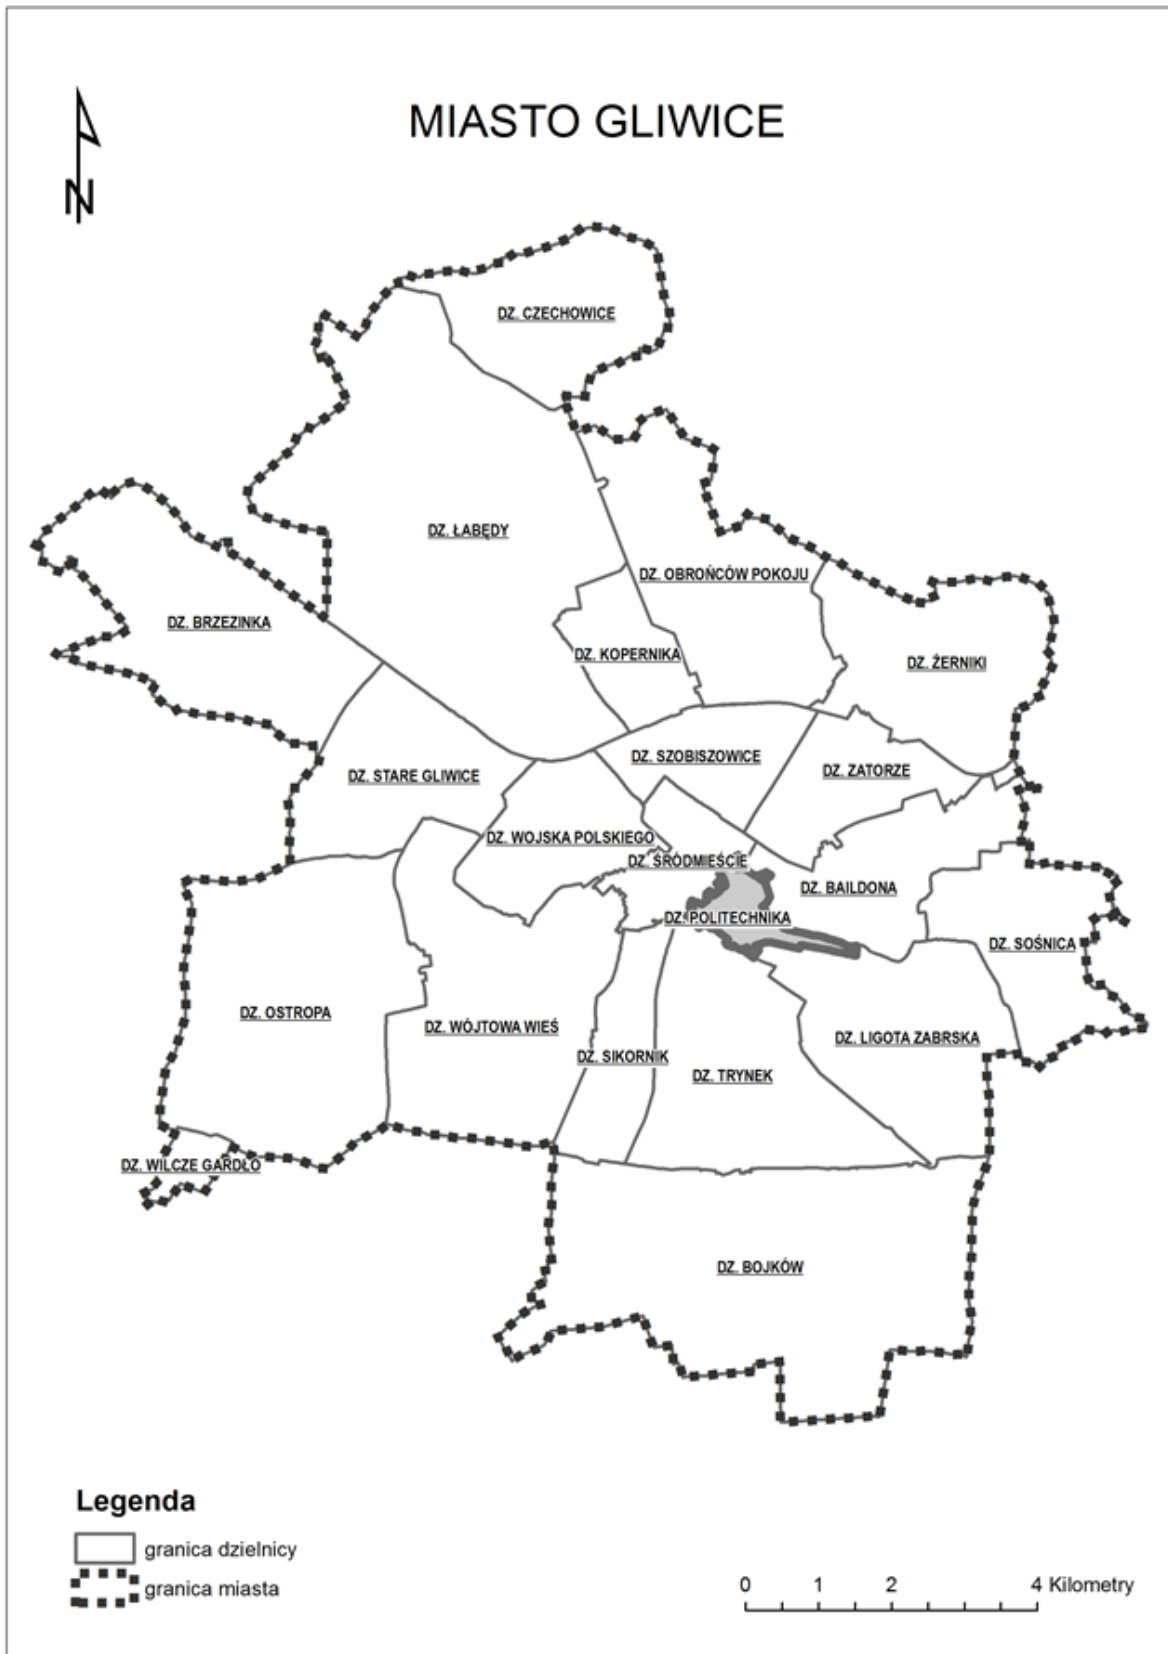 MIASTO GLIWICE
N
DZ. CZECHOWICE
DZ. ŁABĘDY
DZ. OBROŃCÓW POKOJU
DZ. BRZEZINKA
DZ. KOPERNIKA
DZ. ŻERNIKI
DZ. SZOBISZOWICE
DZ. STARE GLIWICE
DZ. ZATORZE
DZ. WOJSKA POLSKIEGO
DZ. ŚRÓDMIEŚCIE
DZ. BAILDONA
DZ. POLITECHNIKA
DZ. SOŚNICA
DZ. OSTROPA
DZ. WÓJTOWA WIEŚ
DZ. LIGOTA ZABRSKA
DZ. SIKORNIK
DZ. TRYNEK
DZ. WILCZE GARDŁO
DZ. BOJKÓW
Legenda
granica dzielnicy
granica miasta
0 1 2 4 Kilometry